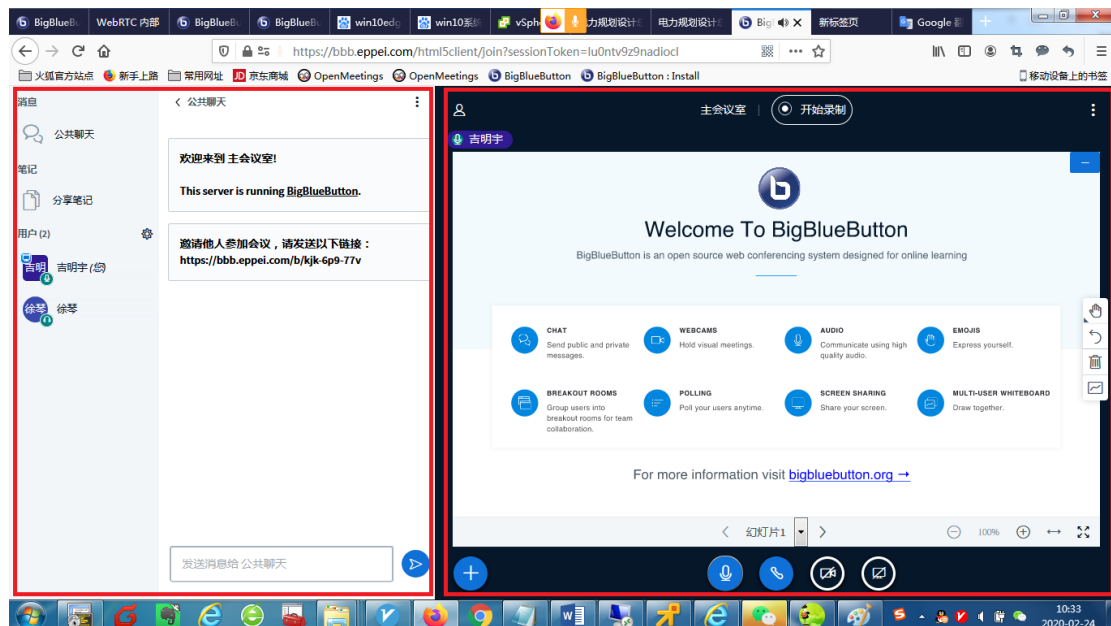 BigBlueBu
WebRTC 内部
BigBlueBu
BigBlueBu
win10edg
win10系统
vSphe
力规划设计
电力规划设计
Bigl
新标签页
Google 翻
https://bbb.eppei.com/html5client/join?sessionToken=lu0ntv9z9nadiocl
火狐官方站点
新手上路
常用网址
京东商城
OpenMeetings
OpenMeetings
BigBlueButton
BigBlueButton : Install
移动设备上的书签
消息
公共聊天
笔记
分享笔记
用户 (2)
吉明
吉明宇 (您)
徐琴
徐琴
公共聊天
欢迎来到 主会议室!
This server is running BigBlueButton.
邀请他人参加会议，请发送以下链接：
https://bbb.eppei.com/b/kjk-6p9-77v
发送消息给 公共聊天
主会议室
开始录制
吉明宇
Welcome To BigBlueButton
BigBlueButton is an open source web conferencing system designed for online learning
CHAT
Send public and private
messages.
WEBCAMS
Hold visual meetings.
AUDIO
Communicate using high
quality audio.
EMOJIS
Express yourself.
BREAKOUT ROOMS
Group users into
breakout rooms for team
collaboration.
POLLING
Poll your users anytime.
SCREEN SHARING
Share your screen.
MULTI-USER WHITEBOARD
Draw together.
For more information visit bigbluebutton.org →
幻灯片1
100%
10:33
2020-02-24